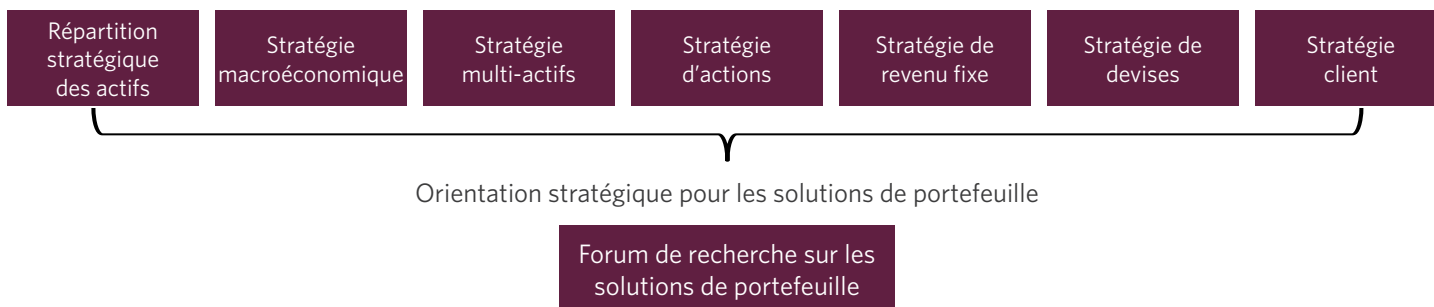 Répartition
stratégique
des actifs
Stratégie
macroéconomique
Stratégie
multi-actifs
Stratégie
d'actions
Stratégie de
revenu fixe
Stratégie de
devises
Stratégie
client
Orientation stratégique pour les solutions de portefeuille
Forum de recherche sur les
solutions de portefeuille